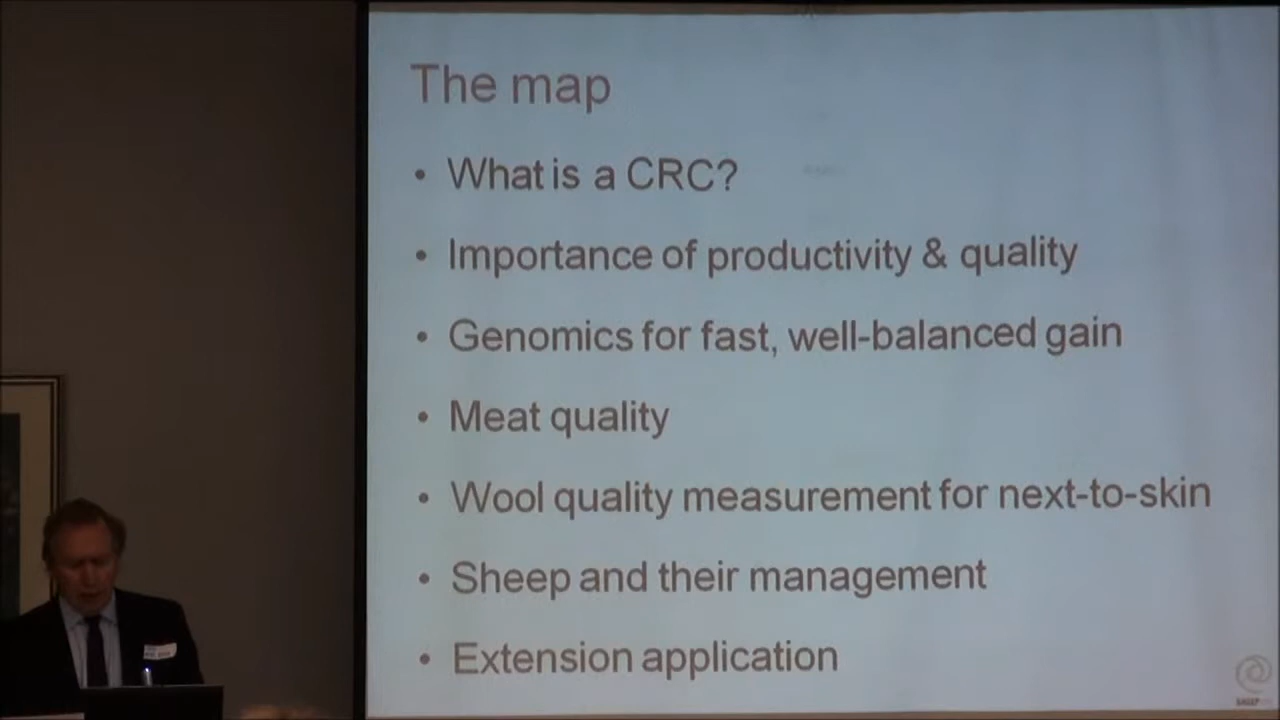 The map
• What is a CRC?
• Importance of productivity & quality
• Genomics for fast, well-balanced gain
• Meat quality
• Wool quality measurement for next-to-skin
• Sheep and their management
• Extension application